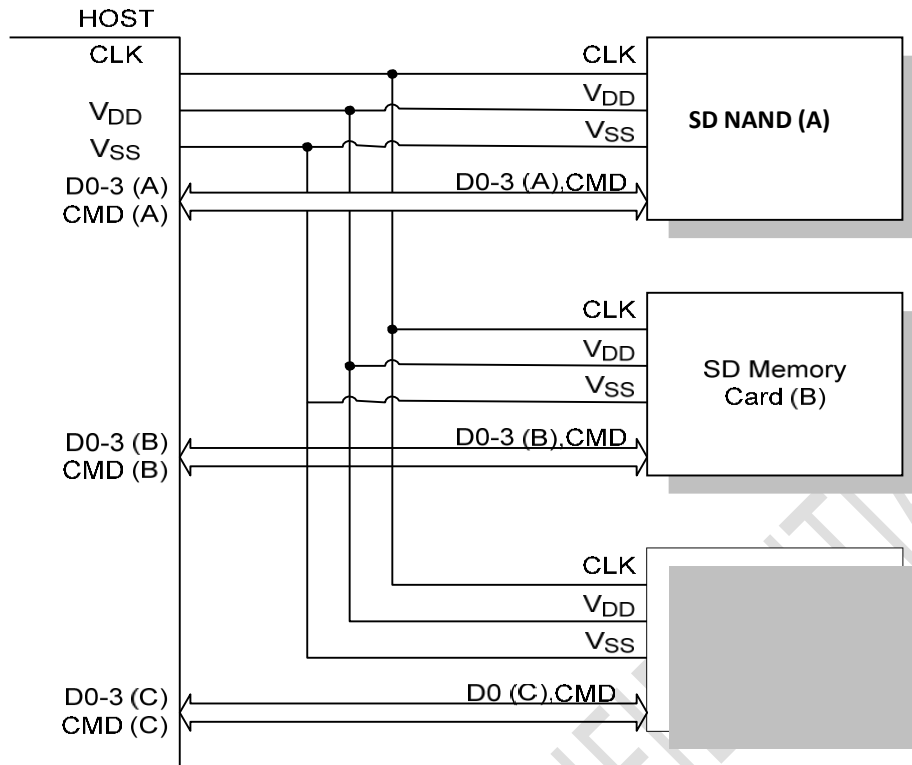 HOST
CLK
VDD
VSS
D0-3 (A)
CMD (A)
CLK
VDD
VSS
D0-3 (A),CMD
SD NAND (A)
CLK
VDD
VSS
D0-3 (B),CMD
SD Memory
Card (B)
D0-3 (B)
CMD (B)
CLK
VDD
VSS
D0 (C),CMD
D0-3 (C)
CMD (C)